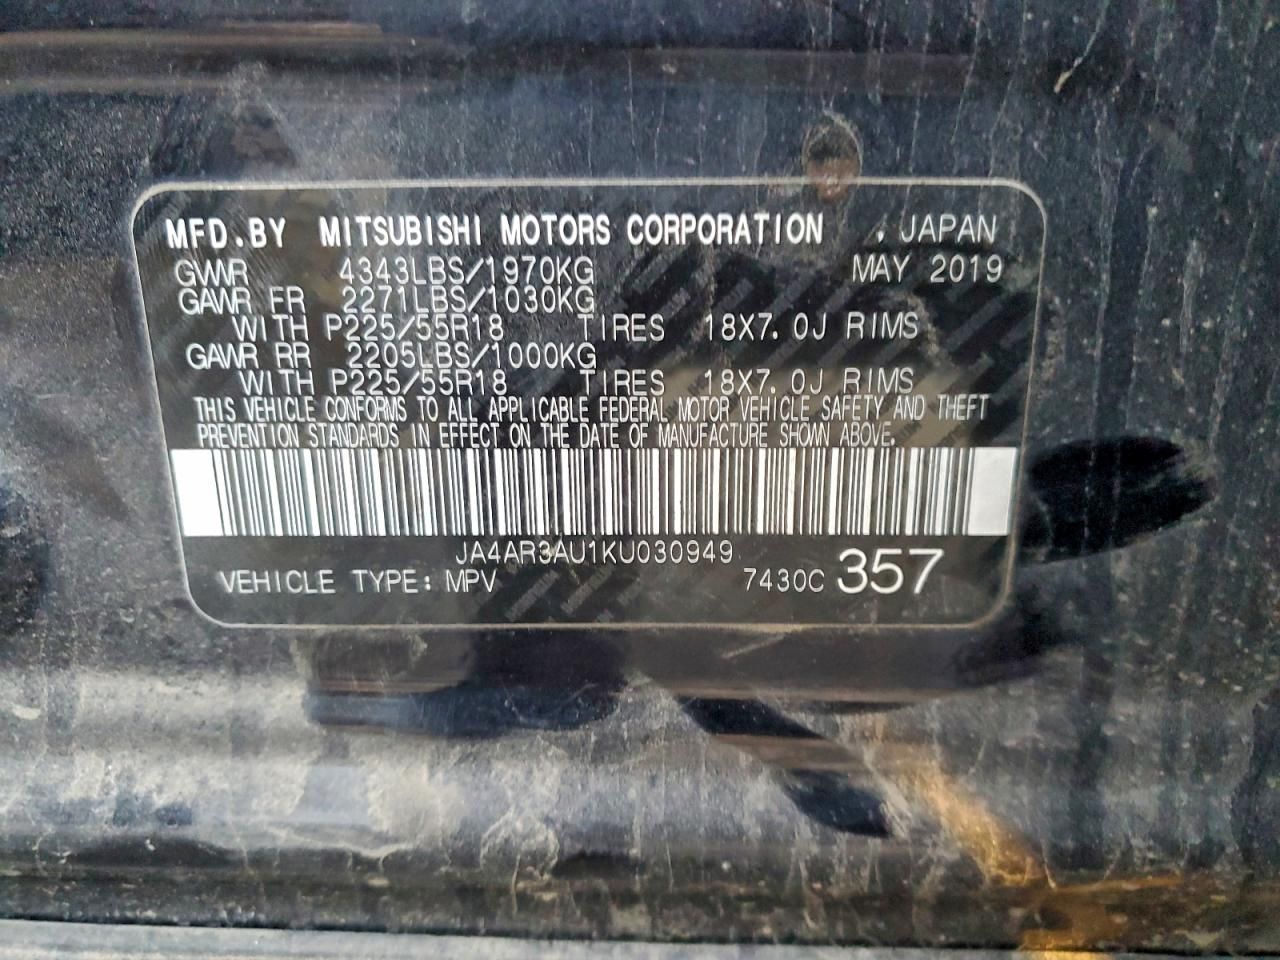 MFD.BY MITSUBISHI MOTORS CORPORATION , JAPAN
GVWR 4343LBS/1970KG MAY 2019
GAWR FR 2271LBS/1030KG
WITH P225/55R18 TIRES 18X7.0J RIMS
GAWR RR 2205LBS/1000KG
WITH P225/55R18 TIRES 18X7.0J RIMS
THIS VEHICLE CONFORMS TO ALL APPLICABLE FEDERAL MOTOR VEHICLE SAFETY AND THEFT
PREVENTION STANDARDS IN EFFECT ON THE DATE OF MANUFACTURE SHOWN ABOVE.
JA4AR3AU1KU030949
VEHICLE TYPE: MPV 7430C 357